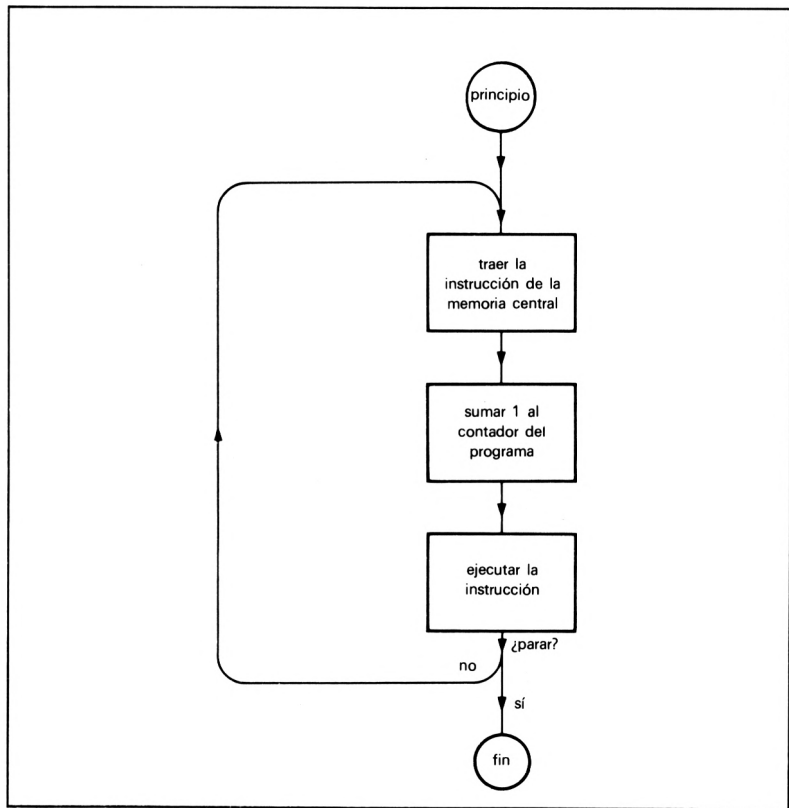 principio
traer la
instrucción de la
memoria central
sumar 1 al
contador del
programa
ejecutar la
instrucción
¿parar?
no
sí
fin